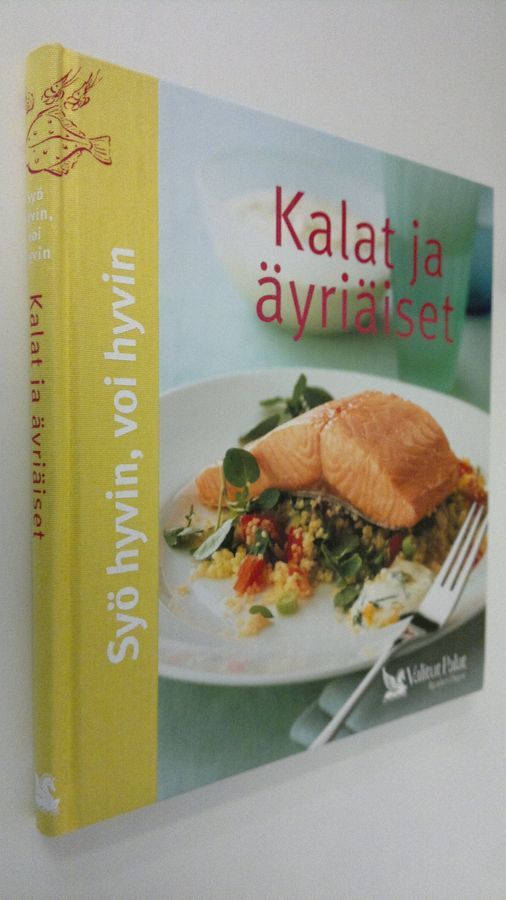 Syö
hyvin,
voi
hyvin
Kalat ja äyriäiset
Syö hyvin, voi hyvin
Kalat ja
äyriäiset
Valitut Palat